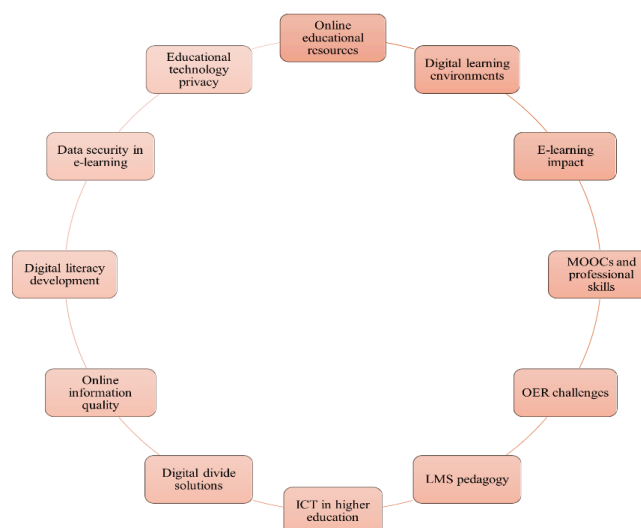 Online
educational
resources
Digital learning
environments
E-learning
impact
MOOCs and
professional
skills
OER challenges
LMS pedagogy
ICT in higher
education
Digital divide
solutions
Online
information
quality
Digital literacy
development
Data security in
e-learning
Educational
technology
privacy